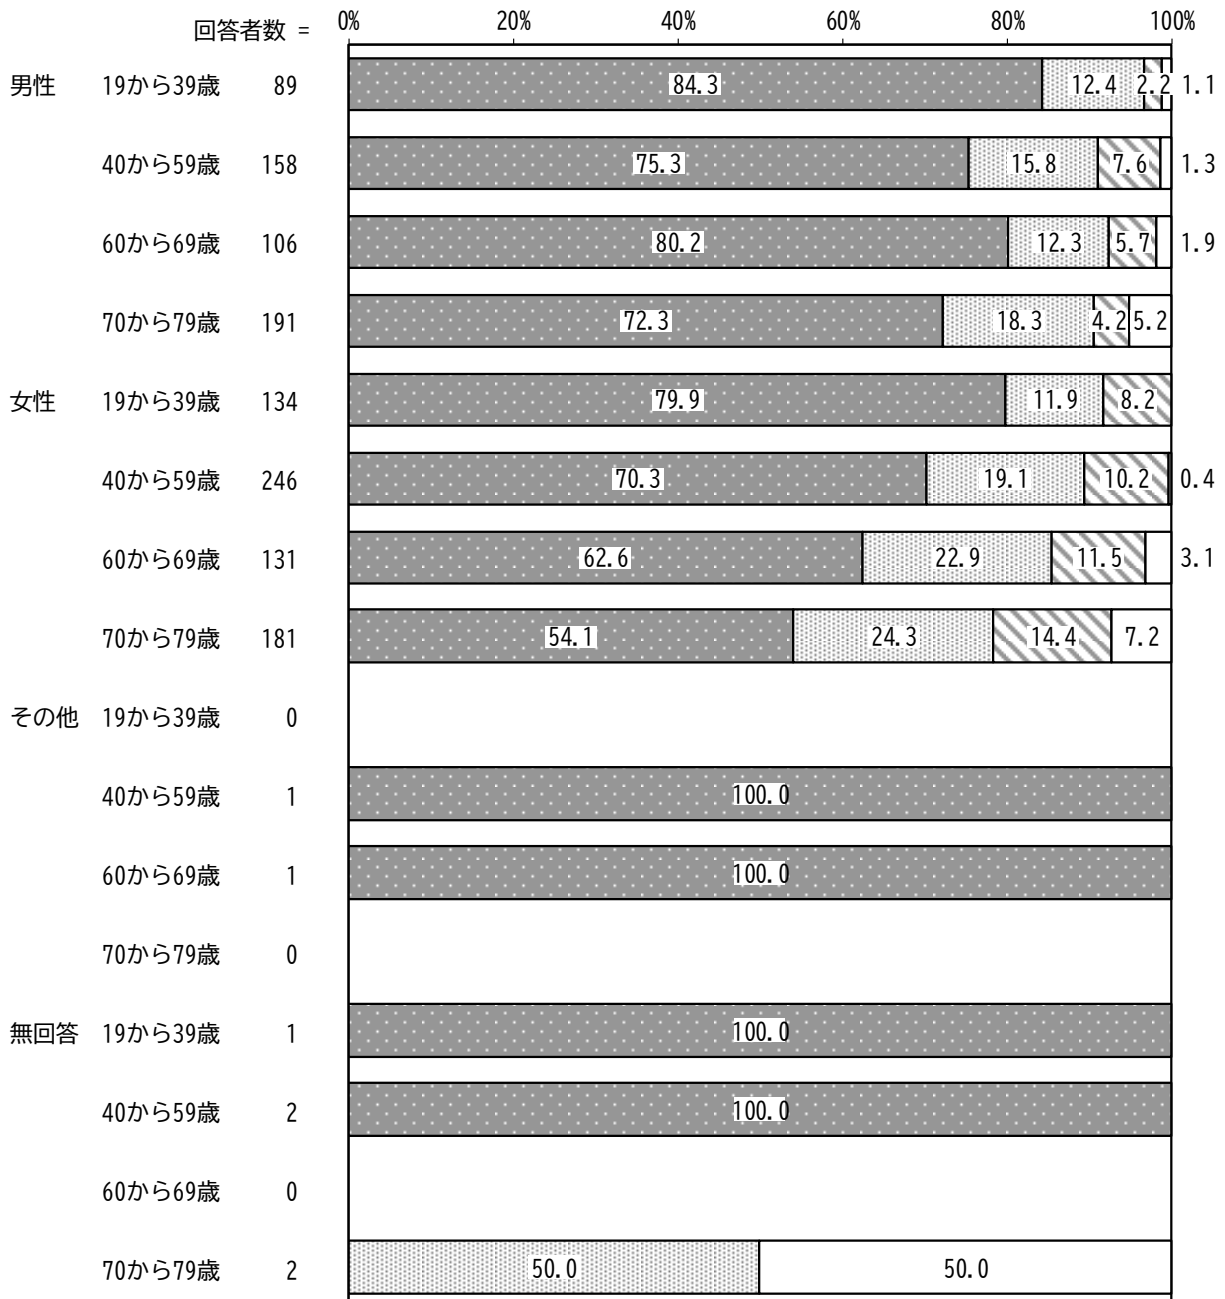 0% 20% 40% 60% 80% 100%
回答者数 =
男性 19から39歳 89 84.3 12.4 2.2 1.1
40から59歳 158 75.3 15.8 7.6 1.3
60から69歳 106 80.2 12.3 5.7 1.9
70から79歳 191 72.3 18.3 4.2 5.2
女性 19から39歳 134 79.9 11.9 8.2
40から59歳 246 70.3 19.1 10.2 0.4
60から69歳 131 62.6 22.9 11.5 3.1
70から79歳 181 54.1 24.3 14.4 7.2
その他 19から39歳 0
40から59歳 1 100.0
60から69歳 1 100.0
70から79歳 0
無回答 19から39歳 1 100.0
40から59歳 2 100.0
60から69歳 0
70から79歳 2 50.0 50.0